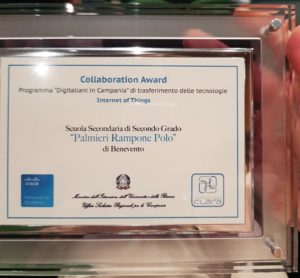 Collaboration Award
Programma "Digitaliani in Campania" di trasferimento delle tecnologie
Internet of Things
Scuola Secondaria di Secondo Grado
"Palmieri Rampone Polo"
di Benevento
Ministero dell'Istruzione dell'Università e della Ricerca
Ufficio Scolastico Regionale per la Campania
CISCO
Networking
Academy
CLARA